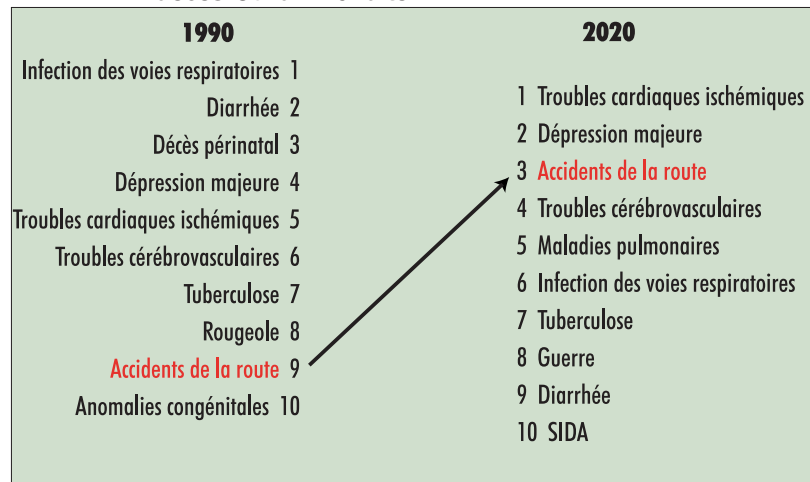 1990
Infection des voies respiratoires 1
Diarrhée 2
Décès périnatal 3
Dépression majeure 4
Troubles cardiaques ischémiques 5
Troubles cérébrovasculaires 6
Tuberculose 7
Rougeole 8
Accidents de la route 9
Anomalies congénitales 10
2020
1 Troubles cardiaques ischémiques
2 Dépression majeure
3 Accidents de la route
4 Troubles cérébrovasculaires
5 Maladies pulmonaires
6 Infection des voies respiratoires
7 Tuberculose
8 Guerre
9 Diarrhée
10 SIDA